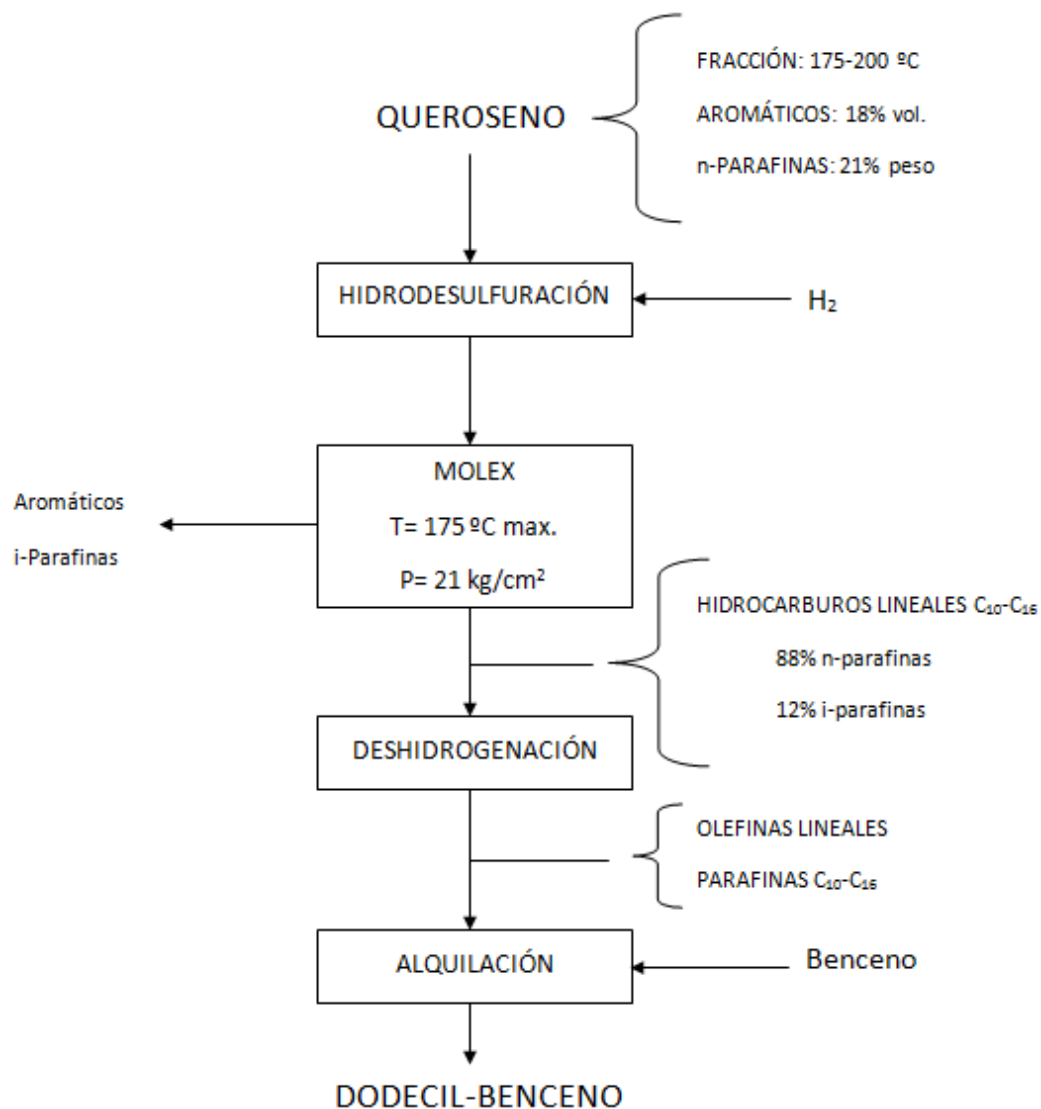 FRACCIÓN: 175-200 ºC
QUEROSENO
AROMÁTICOS: 18% vol.
n-PARAFINAS: 21% peso
HIDRODESULFURACIÓN
H₂
MOLEX
T= 175 ºC max.
P= 21 kg/cm²
Aromáticos
i-Parafinas
HIDROCARBUROS LINEALES C₁₀-C₁₆
88% n-parafinas
12% i-parafinas
DESHIDROGENACIÓN
OLEFINAS LINEALES
PARAFINAS C₁₀-C₁₆
ALQUILACIÓN
Benceno
DODECIL-BENCENO